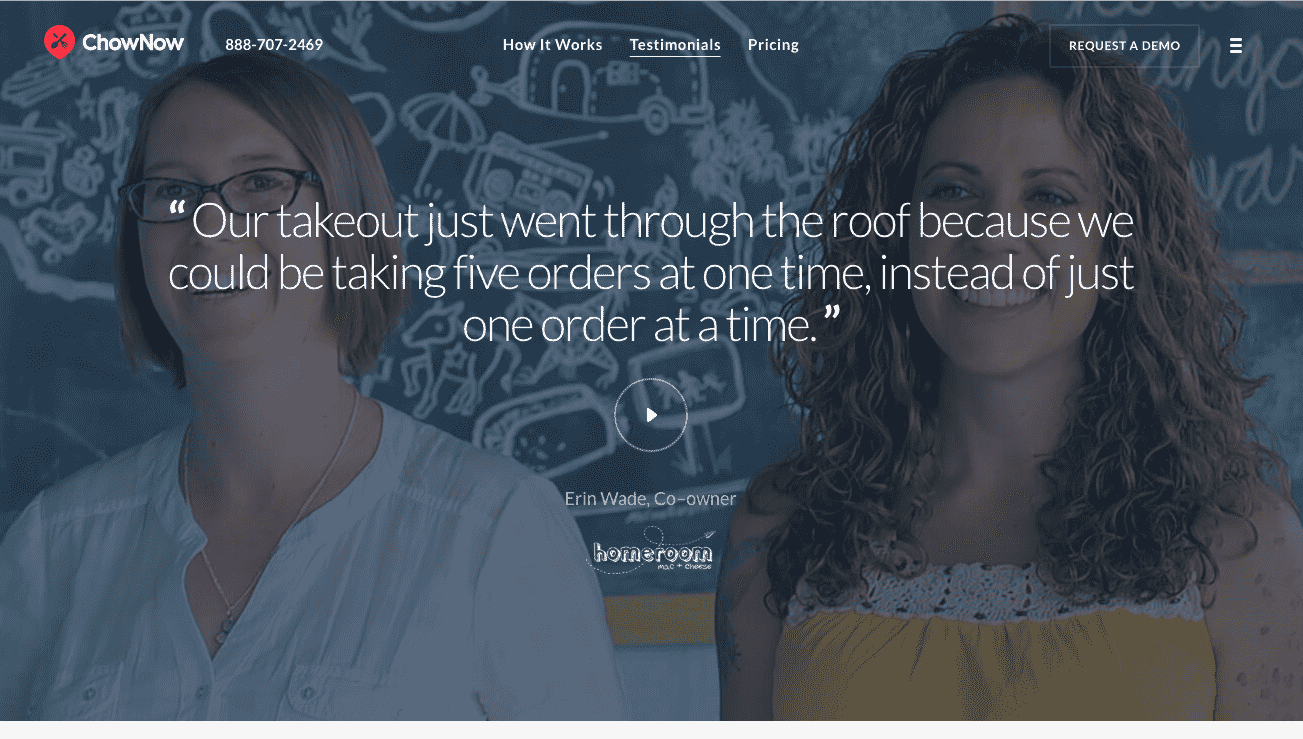 ChowNow
888-707-2469
How It Works
Testimonials
Pricing
REQUEST A DEMO
“ Our takeout just went through the roof because we
could be taking five orders at one time, instead of just
one order at a time. ”
Erin Wade, Co-owner
homeroom
mac + cheese